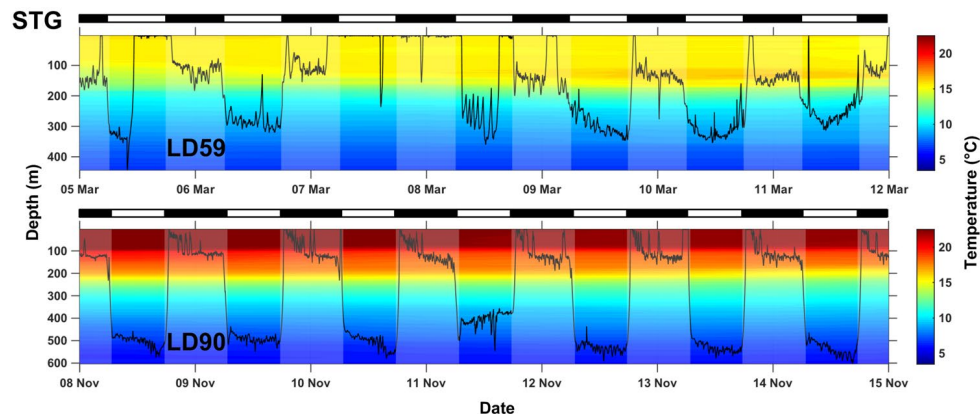 STG
100
200
300
400
LD59
05 Mar 06 Mar 07 Mar 08 Mar 09 Mar 10 Mar 11 Mar 12 Mar
20
15
10
5
Depth (m)
Temperature (°C)
100
200
300
400
500
600
LD90
08 Nov 09 Nov 10 Nov 11 Nov 12 Nov 13 Nov 14 Nov 15 Nov
20
15
10
5
Date